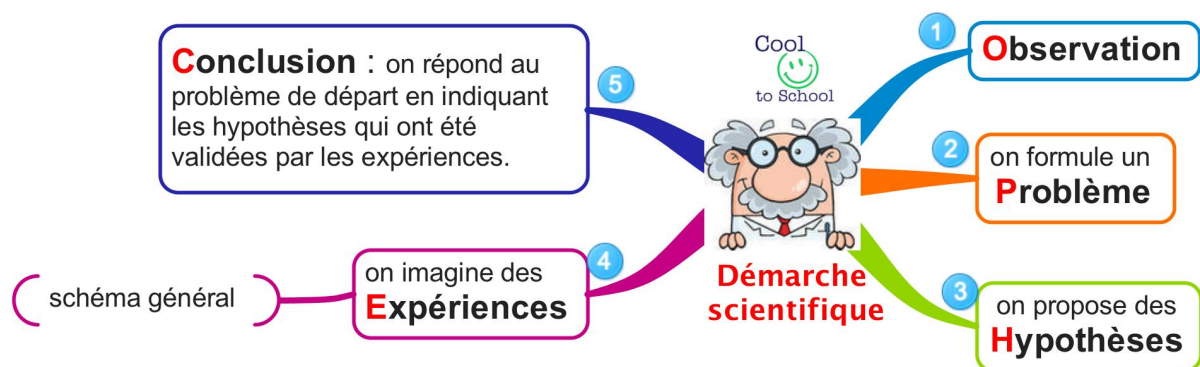 Cool
to School
Démarche
scientifique
1
Observation
2
on formule un
Problème
3
on propose des
Hypothèses
4
on imagine des
Expériences
schéma général
5
Conclusion : on répond au
problème de départ en indiquant
les hypothèses qui ont été
validées par les expériences.